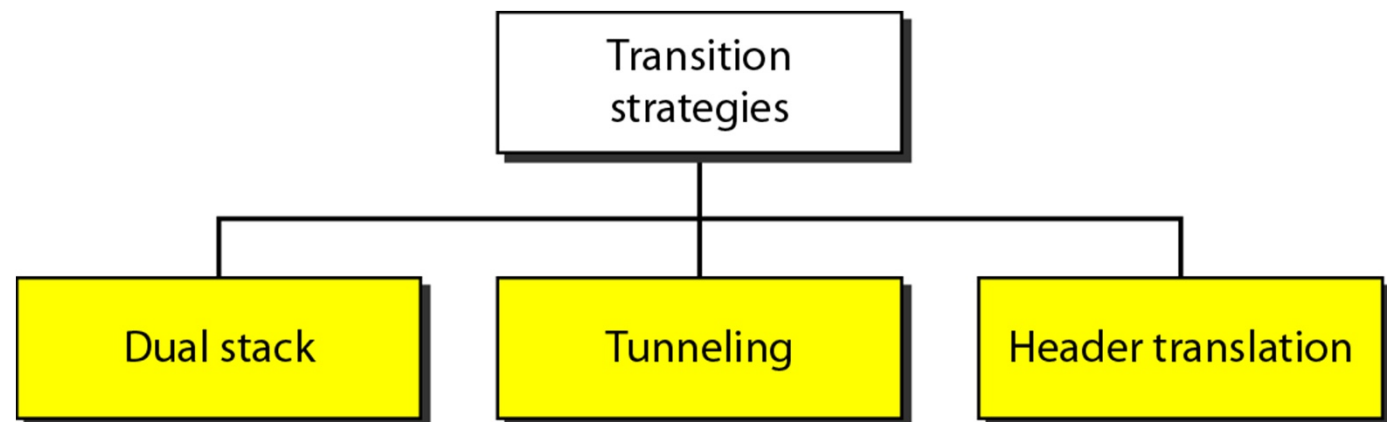 Transition
strategies
Dual stack
Tunneling
Header translation